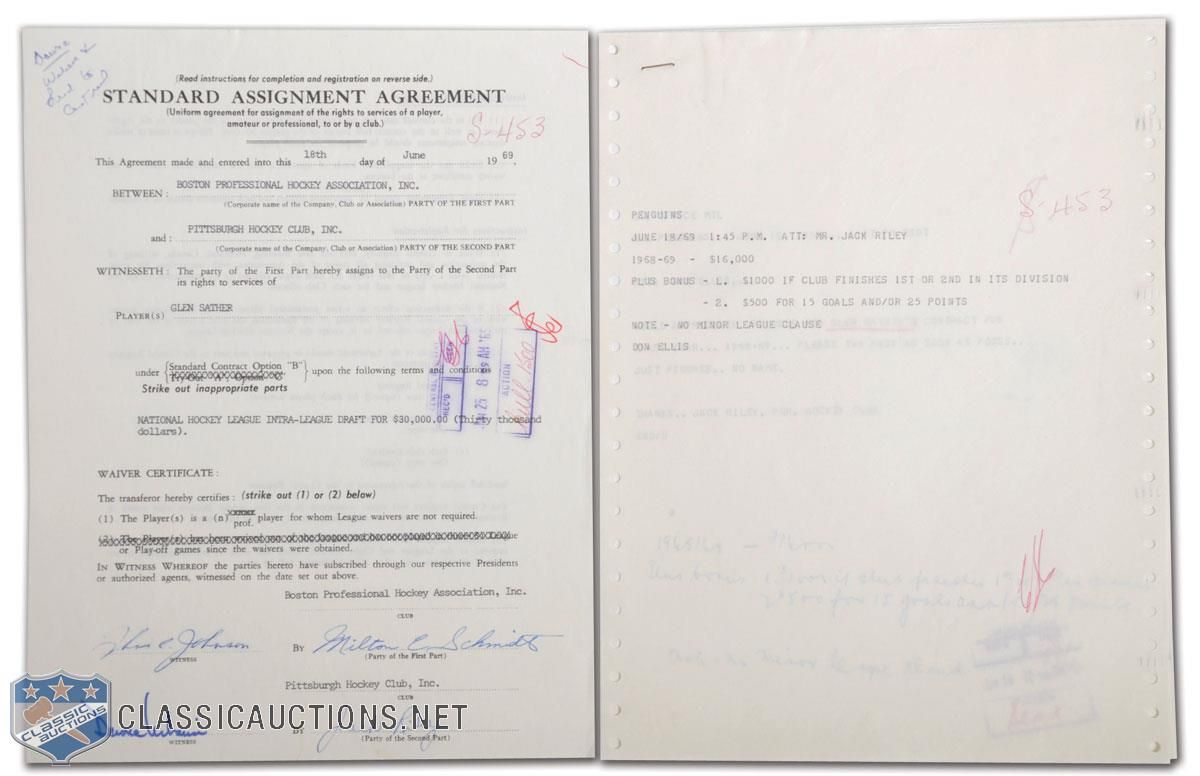 (Read instructions for completion and registration on reverse side.)
STANDARD ASSIGNMENT AGREEMENT
(Uniform agreement for assignment of the rights to services of a player,
amateur or professional, to or by a club.)
S-453
This Agreement made and entered into this 18th day of June 19 69,
BETWEEN: BOSTON PROFESSIONAL HOCKEY ASSOCIATION, INC.
(Corporate name of the Company, Club or Association) PARTY OF THE FIRST PART
and: PITTSBURGH HOCKEY CLUB, INC.
(Corporate name of the Company, Club or Association) PARTY OF THE SECOND PART
WITNESSETH: The party of the First Part hereby assigns to the Party of the Second Part
its rights to services of
PLAYER(S) GLEN SATHER
under {Standard Contract Option "B"} upon the following terms and conditions
Strike out inappropriate parts
REC'D
ACTION
NATIONAL HOCKEY LEAGUE INTRA-LEAGUE DRAFT FOR $30,000.00 (Thirty thousand
dollars).
WAIVER CERTIFICATE:
The transferor hereby certifies: (strike out (1) or (2) below)
(1) The Player(s) is a (n) prof. player for whom League waivers are not required.
or Play-off games since the waivers were obtained.
IN WITNESS WHEREOF the parties hereto have subscribed through our respective Presidents
or authorized agents, witnessed on the date set out above.
Boston Professional Hockey Association, Inc.
CLUB
Thos C. Johnson BY Milton C. Schmidt
WITNESS (Party of the First Part)
Pittsburgh Hockey Club, Inc.
CLUB
BY
WITNESS (Party of the Second Part)
CLASSIC AUCTIONS
CLASSICAUCTIONS.NET
S-453
PENGUINS
JUNE 18/69 1:45 P.M. ATT: MR. JACK RILEY
1968-69 - $16,000
PLUS BONUS - 1. $1000 IF CLUB FINISHES 1ST OR 2ND IN ITS DIVISION
- 2. $500 FOR 15 GOALS AND/OR 25 POINTS
NOTE - NO MINOR LEAGUE CLAUSE
DON ELLIS